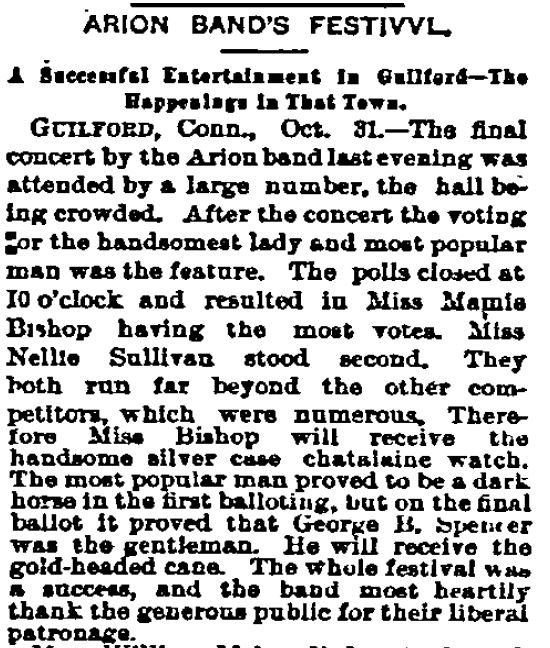 ARION BAND'S FESTIVVL.
A Successful Entertainment in Guilford—The
Happenings in That Town.
GUILFORD, Conn., Oct. 31.—The final
concert by the Arion band last evening was
attended by a large number, the hall be-
ing crowded. After the concert the voting
for the handsomest lady and most popular
man was the feature. The polls closed at
10 o'clock and resulted in Miss Mamie
Bishop having the most votes. Miss
Nellie Sullivan stood second. They
both run far beyond the other com-
petitors, which were numerous. There-
fore Miss Bishop will receive the
handsome silver case chatalaine watch.
The most popular man proved to be a dark
horse in the first balloting, but on the final
ballot it proved that George B. Spencer
was the gentleman. He will receive the
gold-headed cane. The whole festival was
a success, and the band most heartily
thank the generous public for their liberal
patronage.